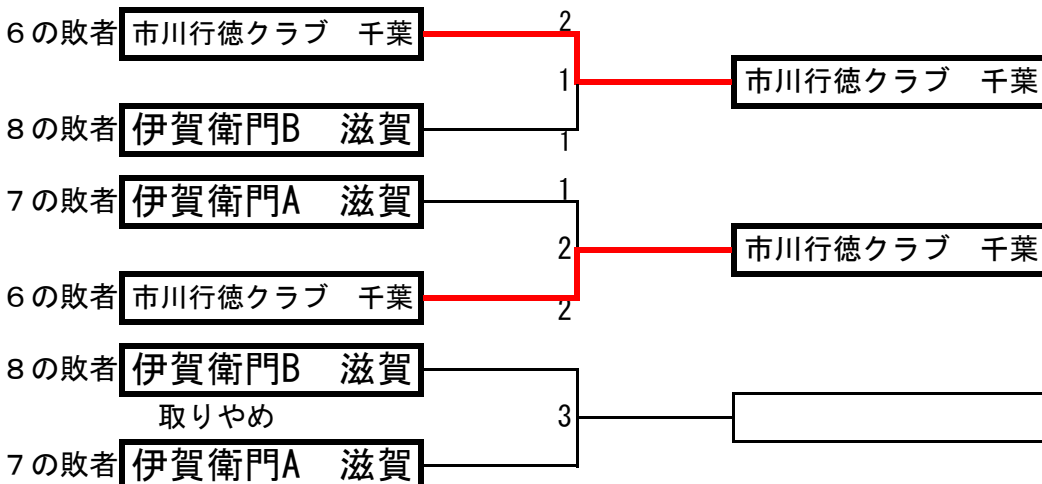 ６の敗者 市川行徳クラブ　千葉 2
1 市川行徳クラブ　千葉
８の敗者 伊賀衛門B　滋賀 1
７の敗者 伊賀衛門A　滋賀 1
2 市川行徳クラブ　千葉
６の敗者 市川行徳クラブ　千葉 2
８の敗者 伊賀衛門B　滋賀
取りやめ 3
７の敗者 伊賀衛門A　滋賀